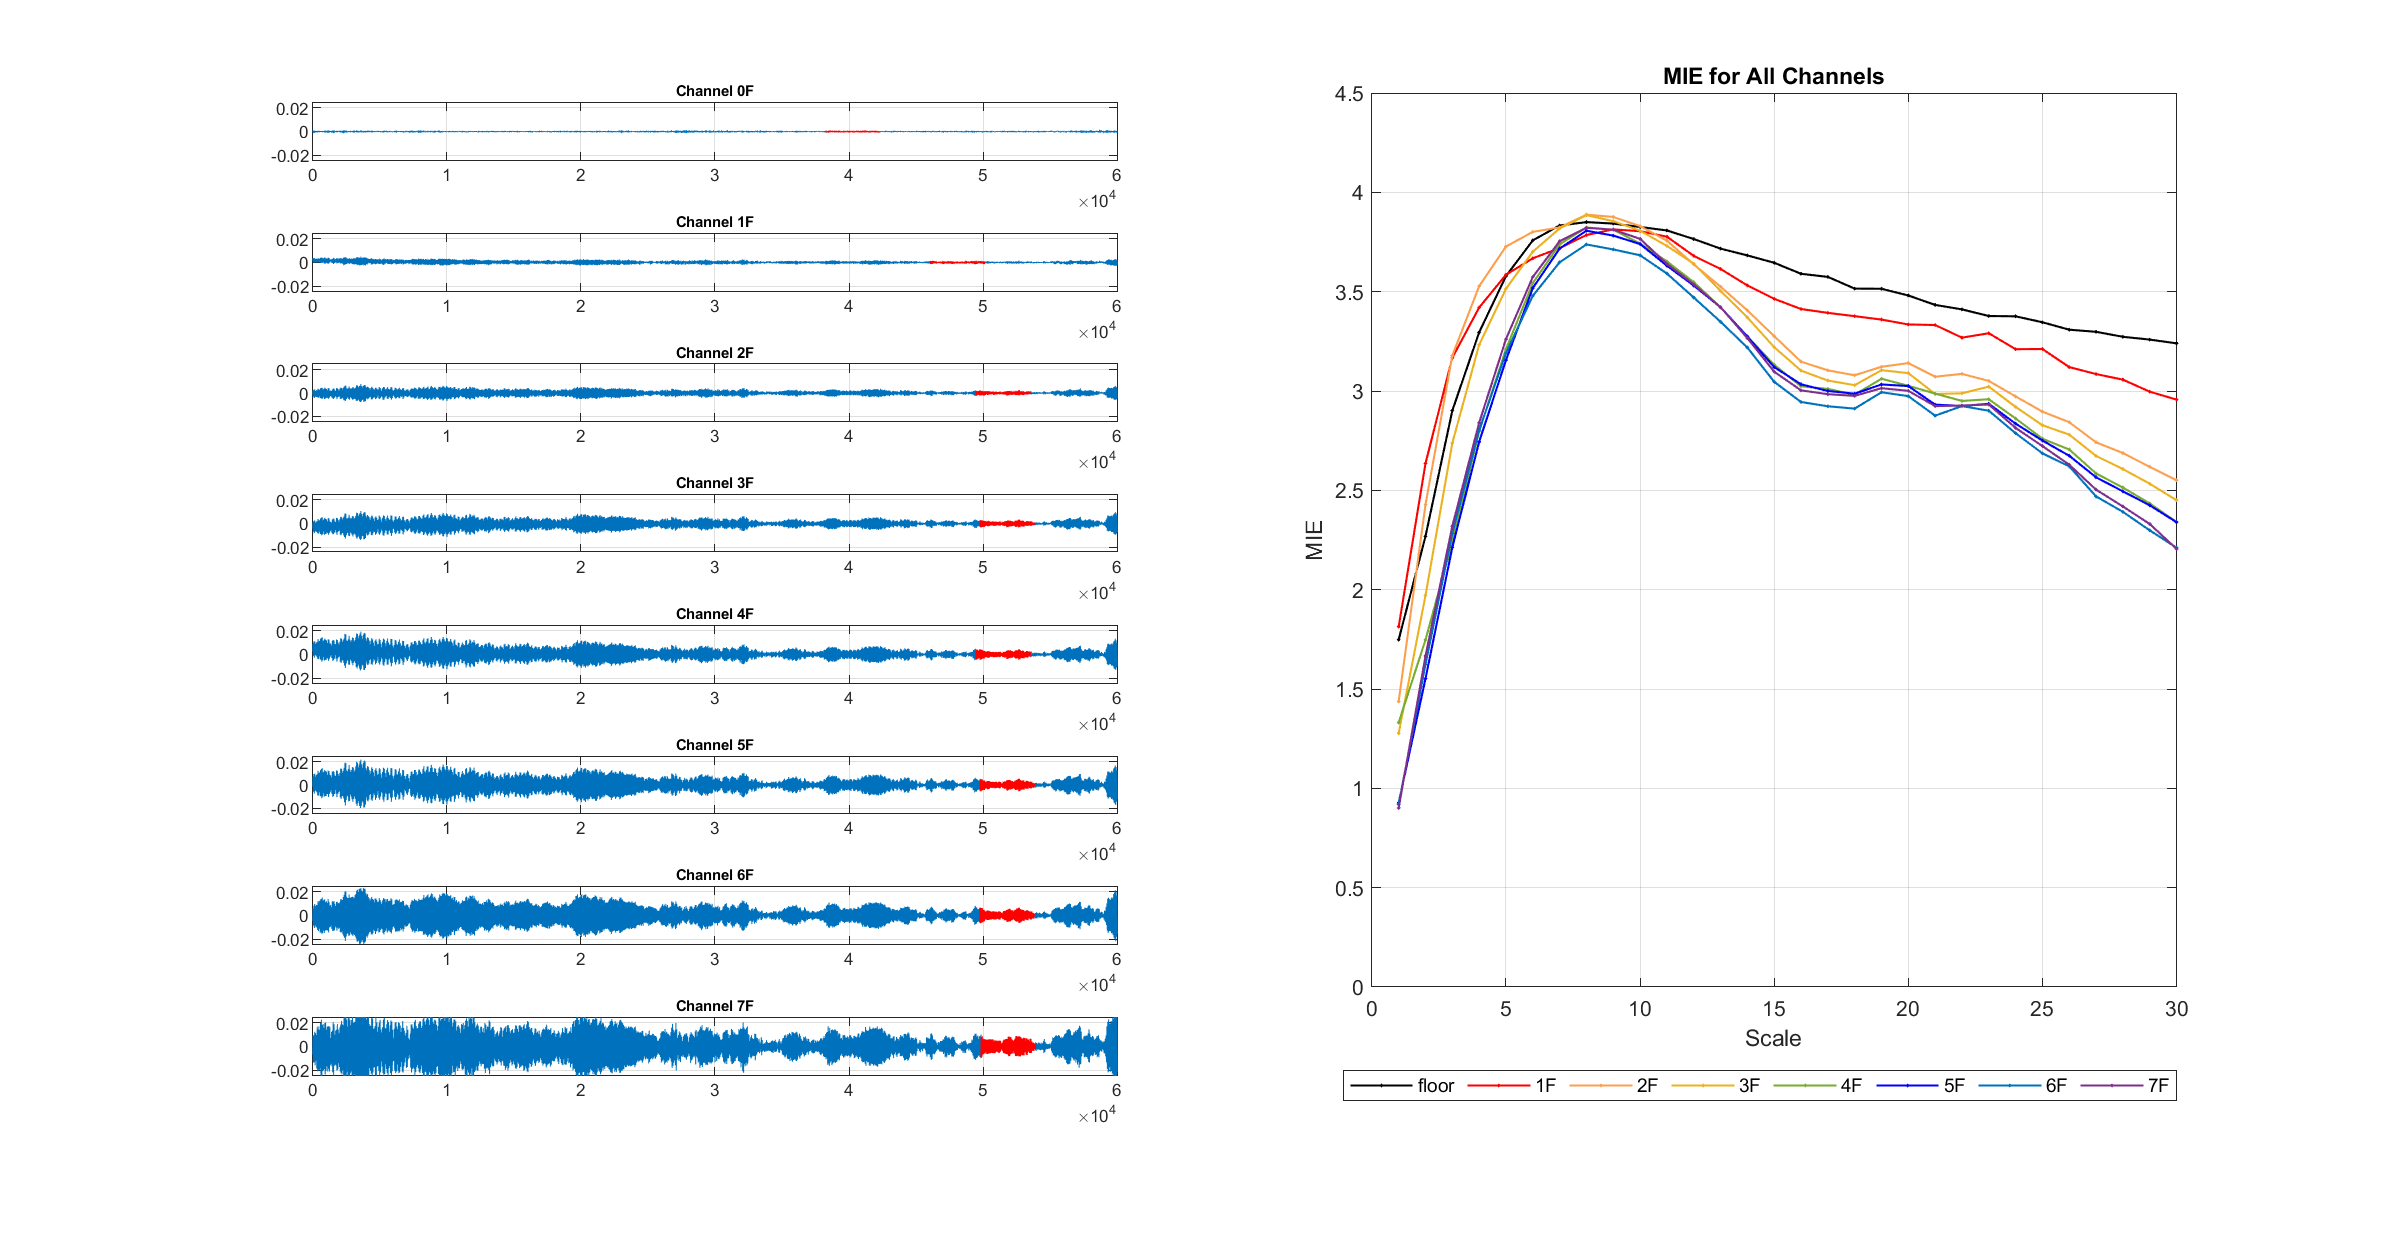 Channel 0F
0.02
0
-0.02
0 1 2 3 4 5 6
×10^4
Channel 1F
0.02
0
-0.02
0 1 2 3 4 5 6
×10^4
Channel 2F
0.02
0
-0.02
0 1 2 3 4 5 6
×10^4
Channel 3F
0.02
0
-0.02
0 1 2 3 4 5 6
×10^4
Channel 4F
0.02
0
-0.02
0 1 2 3 4 5 6
×10^4
Channel 5F
0.02
0
-0.02
0 1 2 3 4 5 6
×10^4
Channel 6F
0.02
0
-0.02
0 1 2 3 4 5 6
×10^4
Channel 7F
0.02
0
-0.02
0 1 2 3 4 5 6
×10^4
MIE for All Channels
4.5
4
3.5
3
2.5
2
1.5
1
0.5
0
MIE
0 5 10 15 20 25 30
Scale
floor 1F 2F 3F 4F 5F 6F 7F